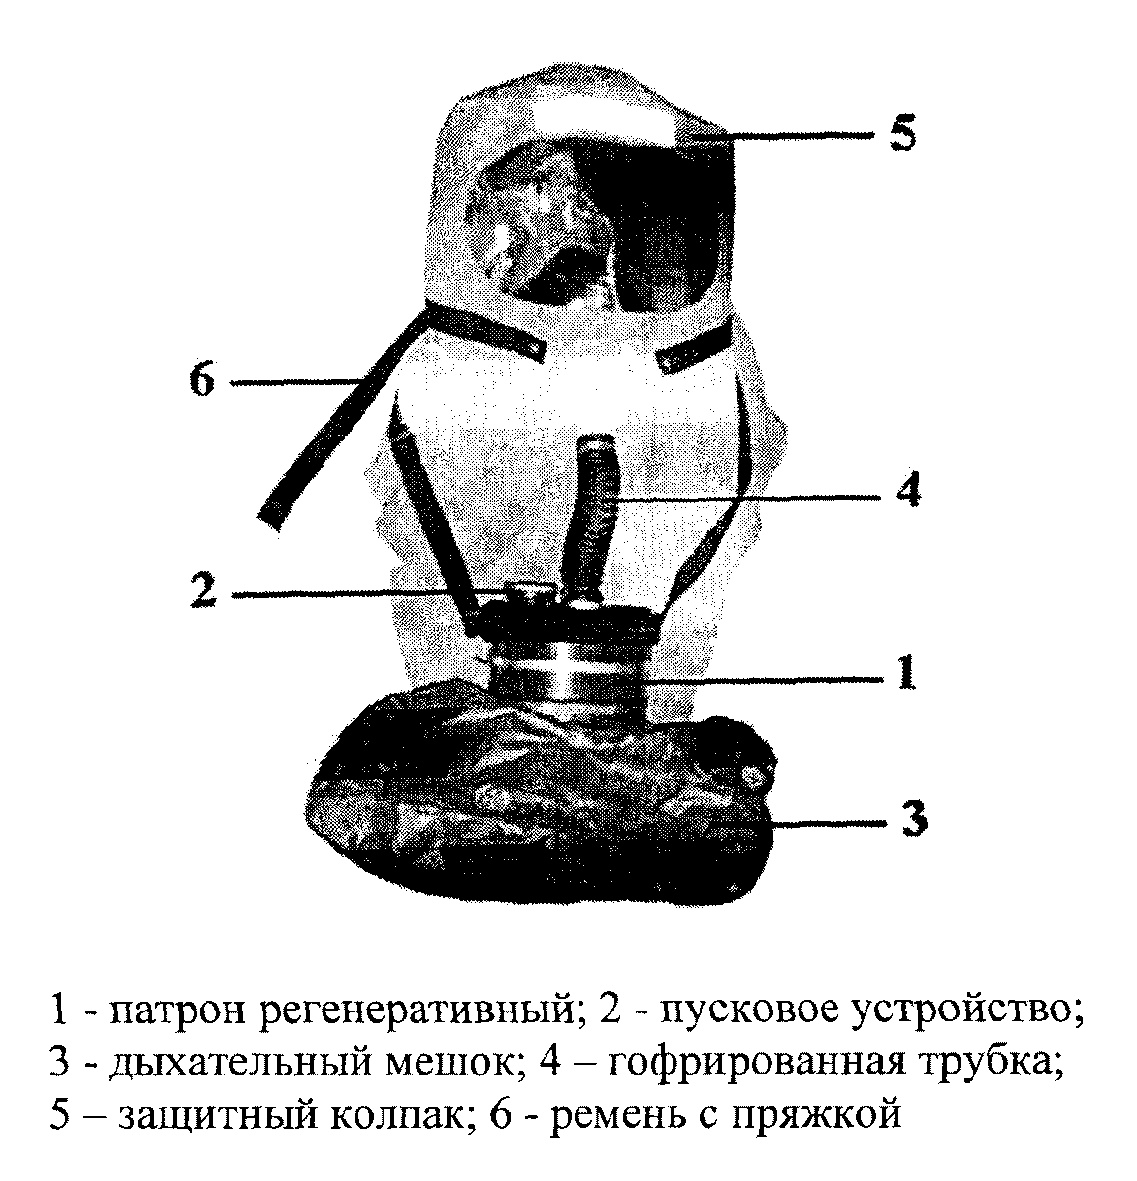 5
6
4
2
1
3
1 - патрон регенеративный; 2 - пусковое устройство;
3 - дыхательный мешок; 4 – гофрированная трубка;
5 – защитный колпак; 6 - ремень с пряжкой